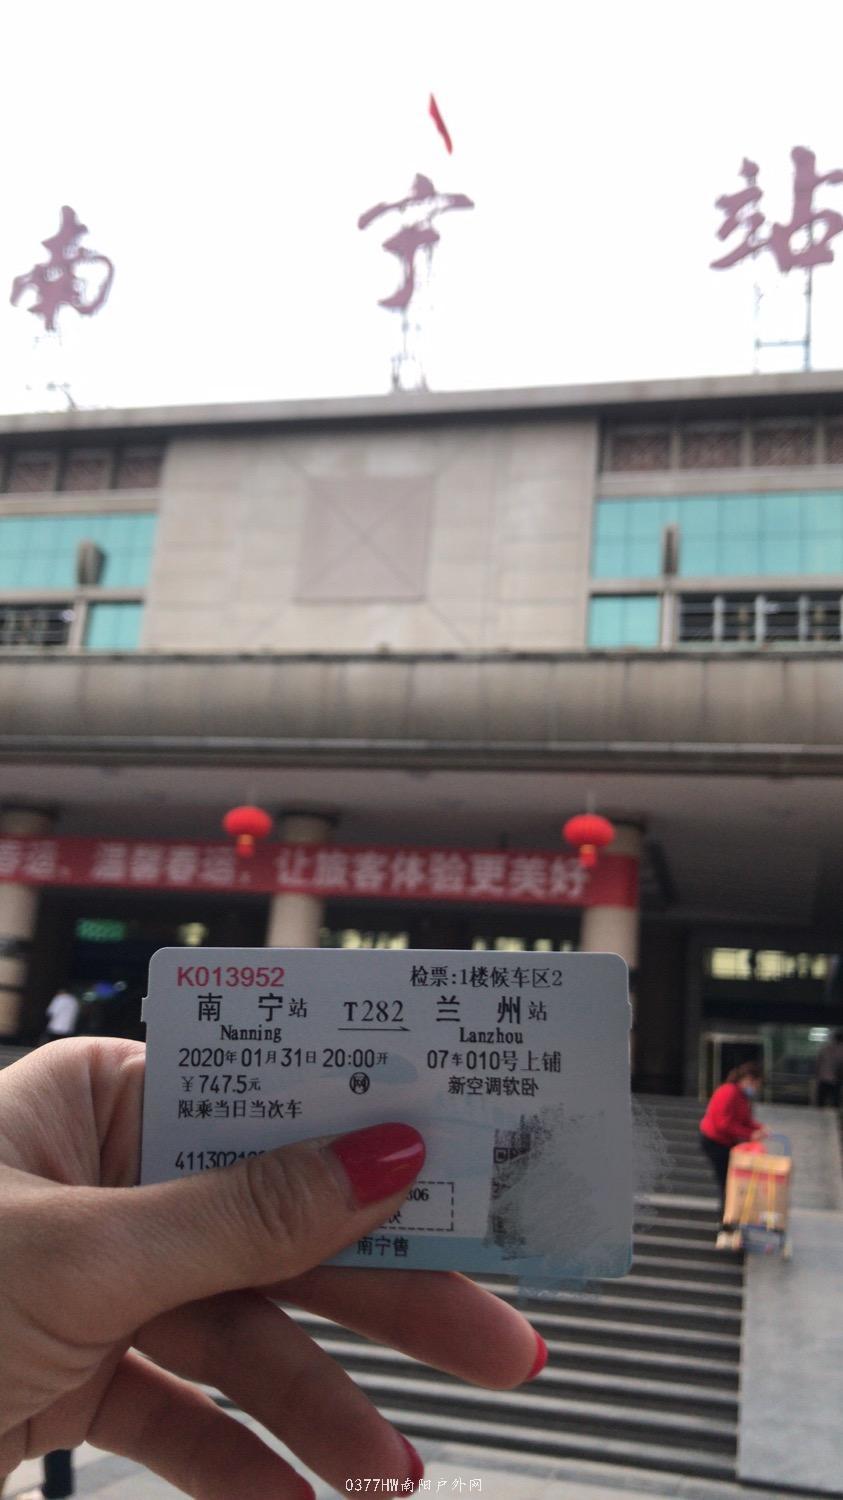 南宁站
春运、温馨春运，让旅客体验更美好
K013952 检票:1楼候车区2
南宁站 T282 兰州站
Nanning Lanzhou
2020年01月31日20:00开 07车010号上铺
￥747.5元 网 新空调软卧
限乘当日当次车
4113021
306
南宁售
0377HW南阳户外网